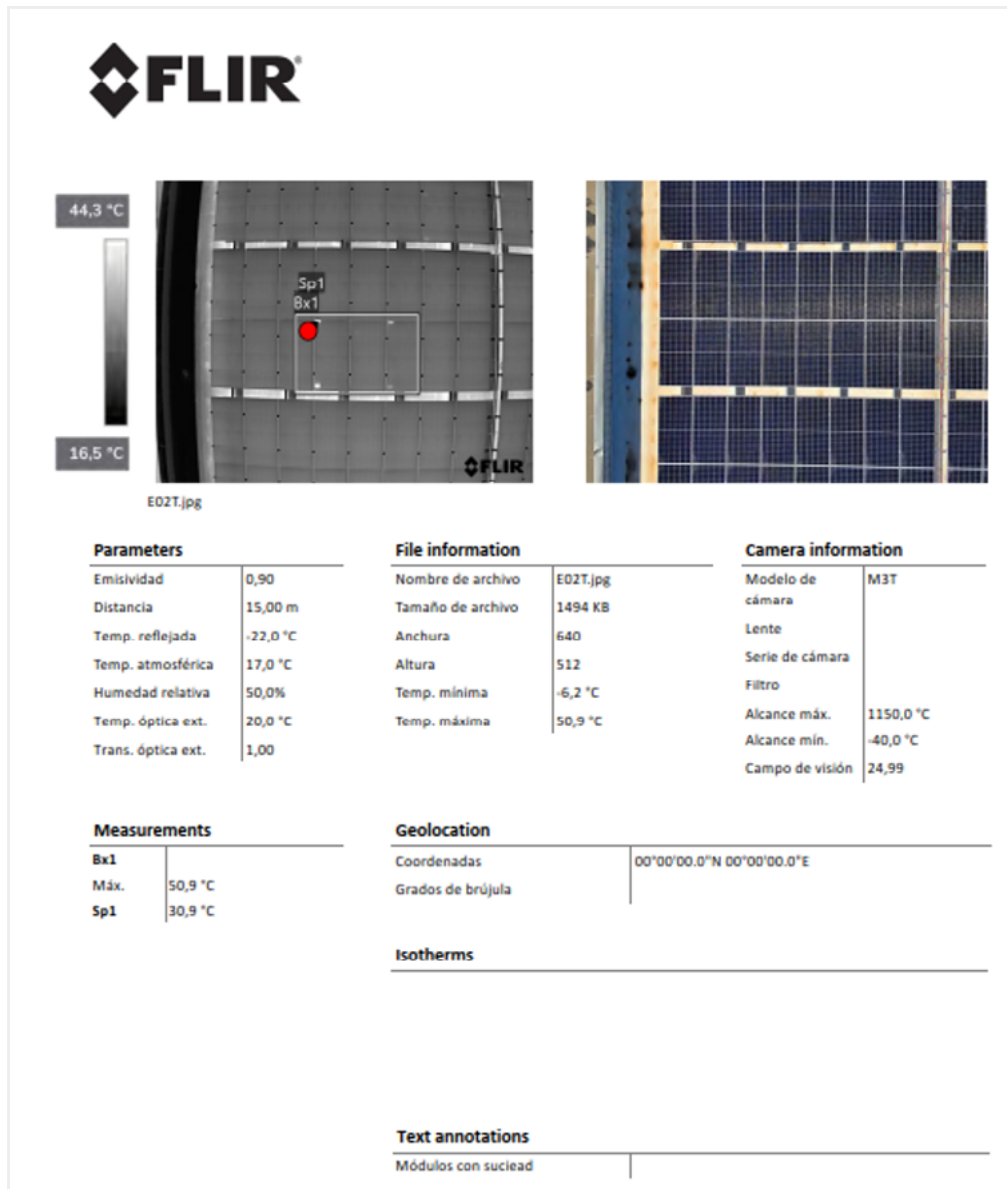 FLIR
44,3 °C
Sp1
Bx1
16,5 °C
FLIR
E02T.jpg
Parameters
Emisividad 0,90
Distancia 15,00 m
Temp. reflejada -22,0 °C
Temp. atmosférica 17,0 °C
Humedad relativa 50,0%
Temp. óptica ext. 20,0 °C
Trans. óptica ext. 1,00
File information
Nombre de archivo E02T.jpg
Tamaño de archivo 1494 KB
Anchura 640
Altura 512
Temp. mínima -6,2 °C
Temp. máxima 50,9 °C
Camera information
Modelo de M3T
cámara
Lente
Serie de cámara
Filtro
Alcance máx. 1150,0 °C
Alcance mín. -40,0 °C
Campo de visión 24,99
Measurements
Bx1
Máx. 50,9 °C
Sp1 30,9 °C
Geolocation
Coordenadas 00°00'00.0"N 00°00'00.0"E
Grados de brújula
Isotherms
Text annotations
Módulos con suciead